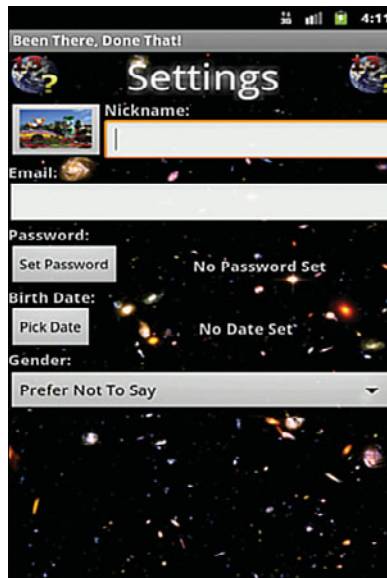 3G 4:11
Been There, Done That!
Settings
Nickname:
Email:
Password:
Set Password No Password Set
Birth Date:
Pick Date No Date Set
Gender:
Prefer Not To Say